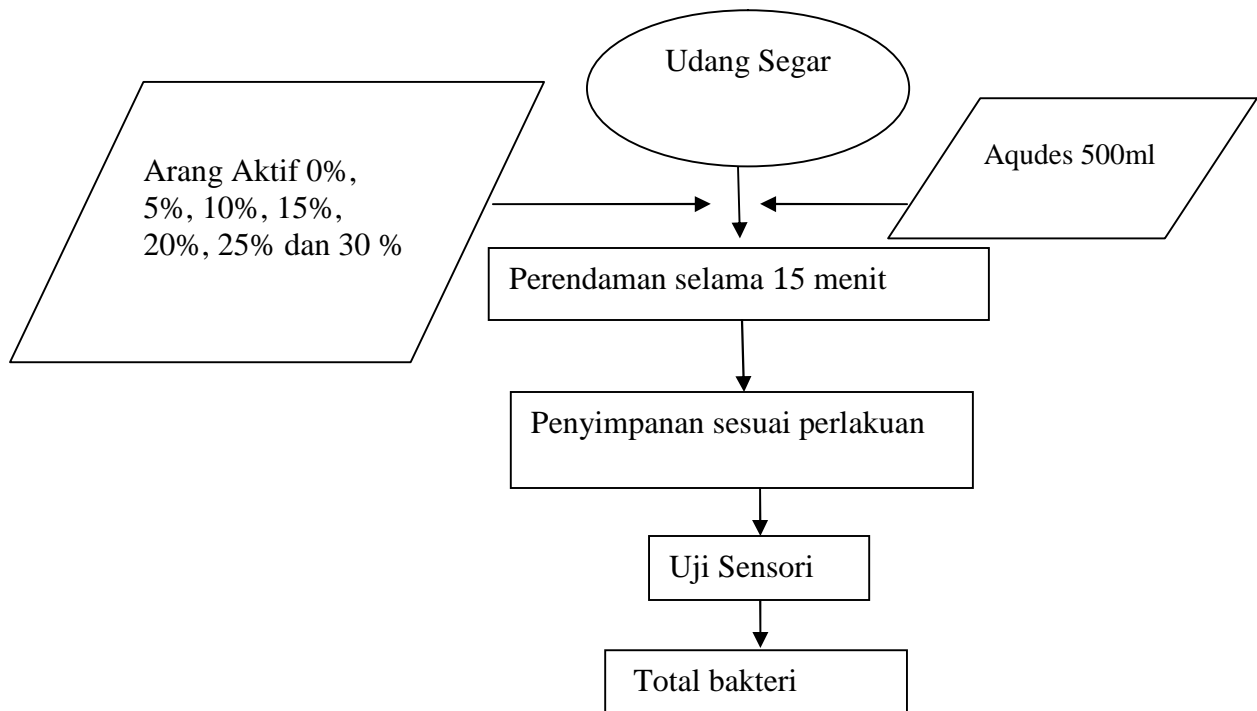 Udang Segar
Arang Aktif 0%,
5%, 10%, 15%,
20%, 25% dan 30 %
Aqudes 500ml
Perendaman selama 15 menit
Penyimpanan sesuai perlakuan
Uji Sensori
Total bakteri